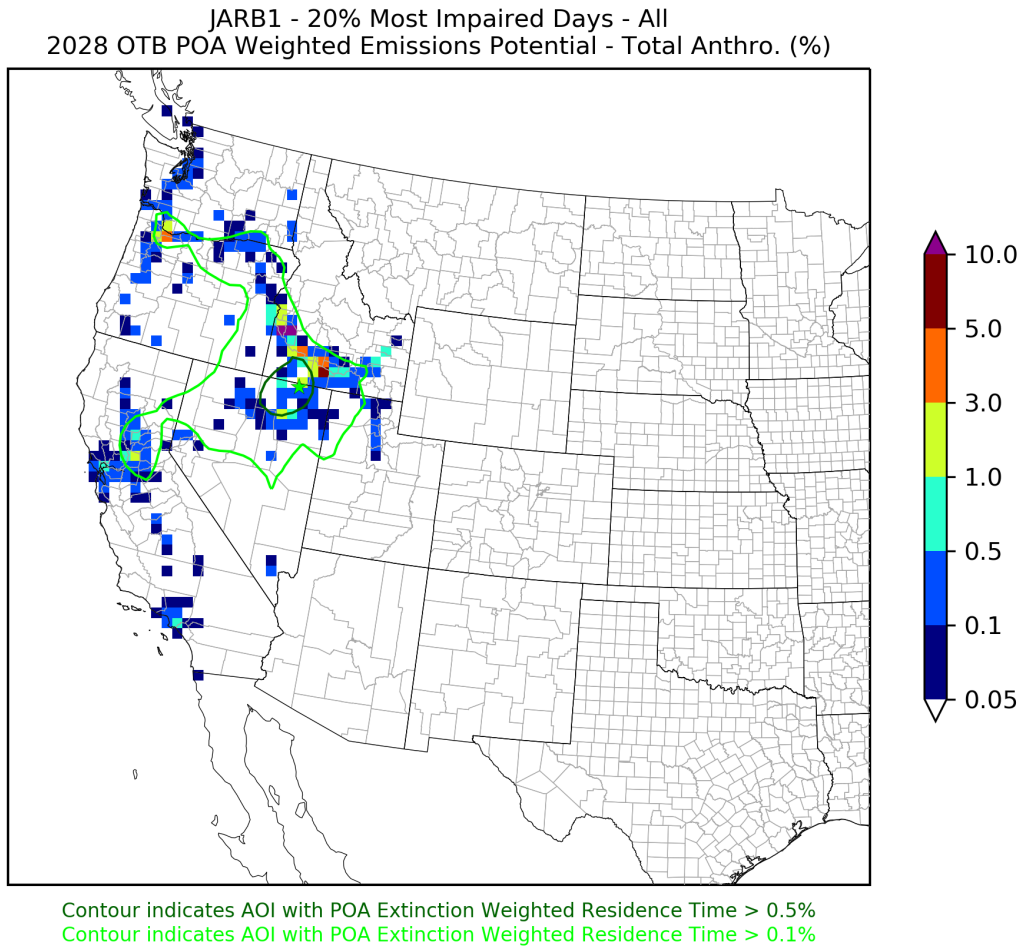 JARB1 - 20% Most Impaired Days - All
2028 OTB POA Weighted Emissions Potential - Total Anthro. (%)
10.0
5.0
3.0
1.0
0.5
0.1
0.05
Contour indicates AOI with POA Extinction Weighted Residence Time > 0.5%
Contour indicates AOI with POA Extinction Weighted Residence Time > 0.1%